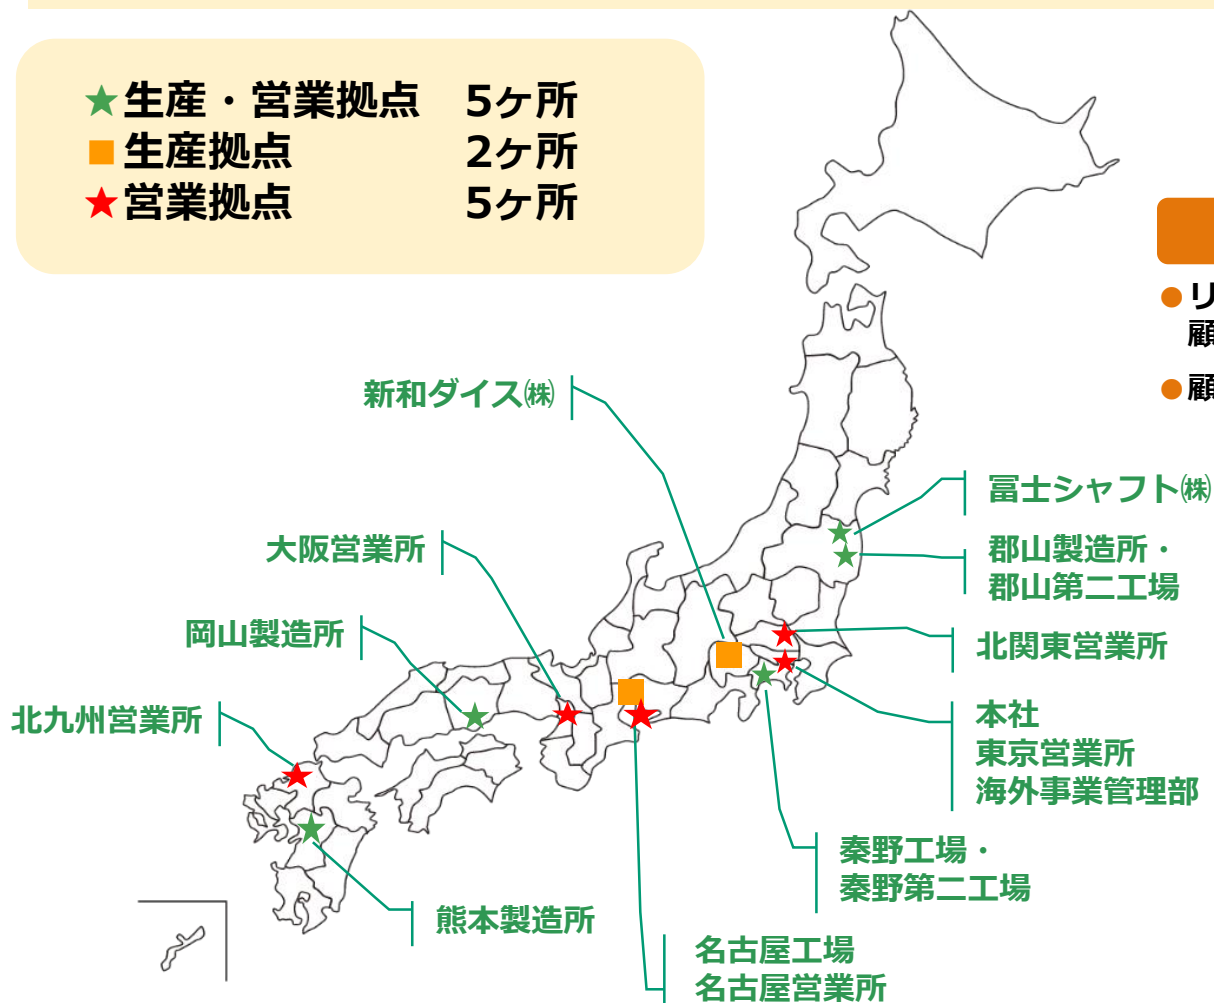 生産・営業拠点 5ヶ所
生産拠点 2ヶ所
営業拠点 5ヶ所
リ
顧
顧
新和ダイス㈱
冨士シャフト㈱
大阪営業所
郡山製造所・
郡山第二工場
岡山製造所
北関東営業所
北九州営業所
本社
東京営業所
海外事業管理部
秦野工場・
秦野第二工場
熊本製造所
名古屋工場
名古屋営業所